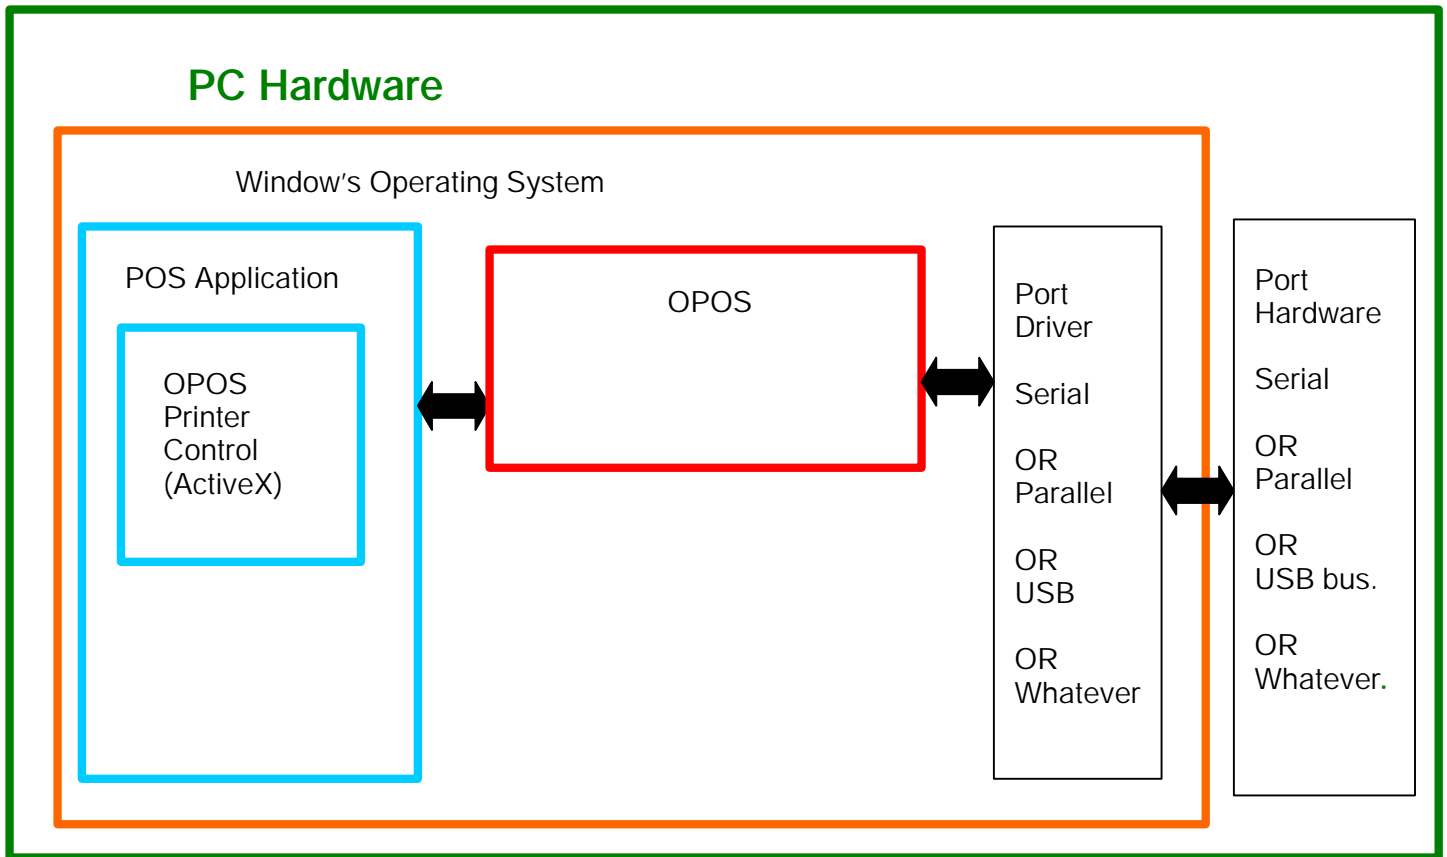 PC Hardware
Window's Operating System
POS Application
OPOS
Printer
Control
(ActiveX)
OPOS
Port
Driver
Serial
OR
Parallel
OR
USB
OR
Whatever
Port
Hardware
Serial
OR
Parallel
OR
USB bus.
OR
Whatever.